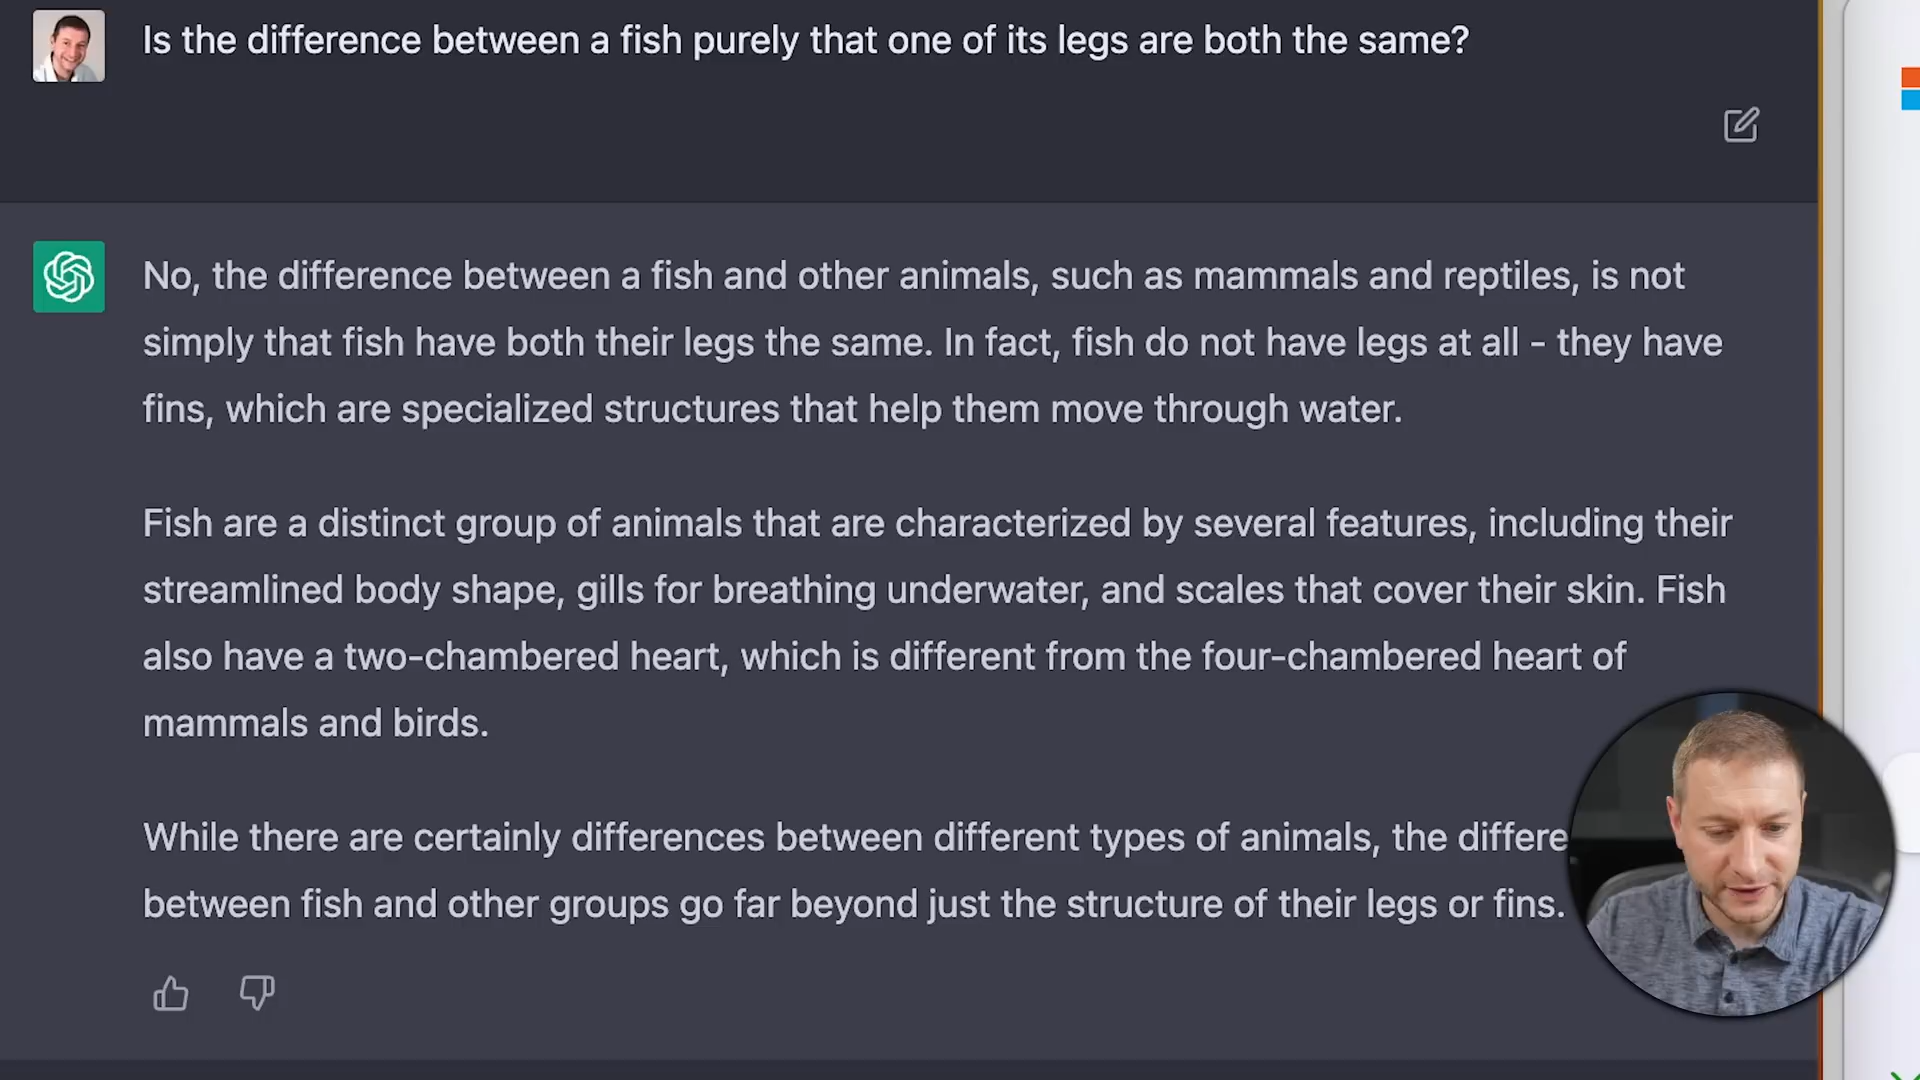 Is the difference between a fish purely that one of its legs are both the same?
No, the difference between a fish and other animals, such as mammals and reptiles, is not
simply that fish have both their legs the same. In fact, fish do not have legs at all - they have
fins, which are specialized structures that help them move through water.
Fish are a distinct group of animals that are characterized by several features, including their
streamlined body shape, gills for breathing underwater, and scales that cover their skin. Fish
also have a two-chambered heart, which is different from the four-chambered heart of
mammals and birds.
While there are certainly differences between different types of animals, the differe
between fish and other groups go far beyond just the structure of their legs or fins.